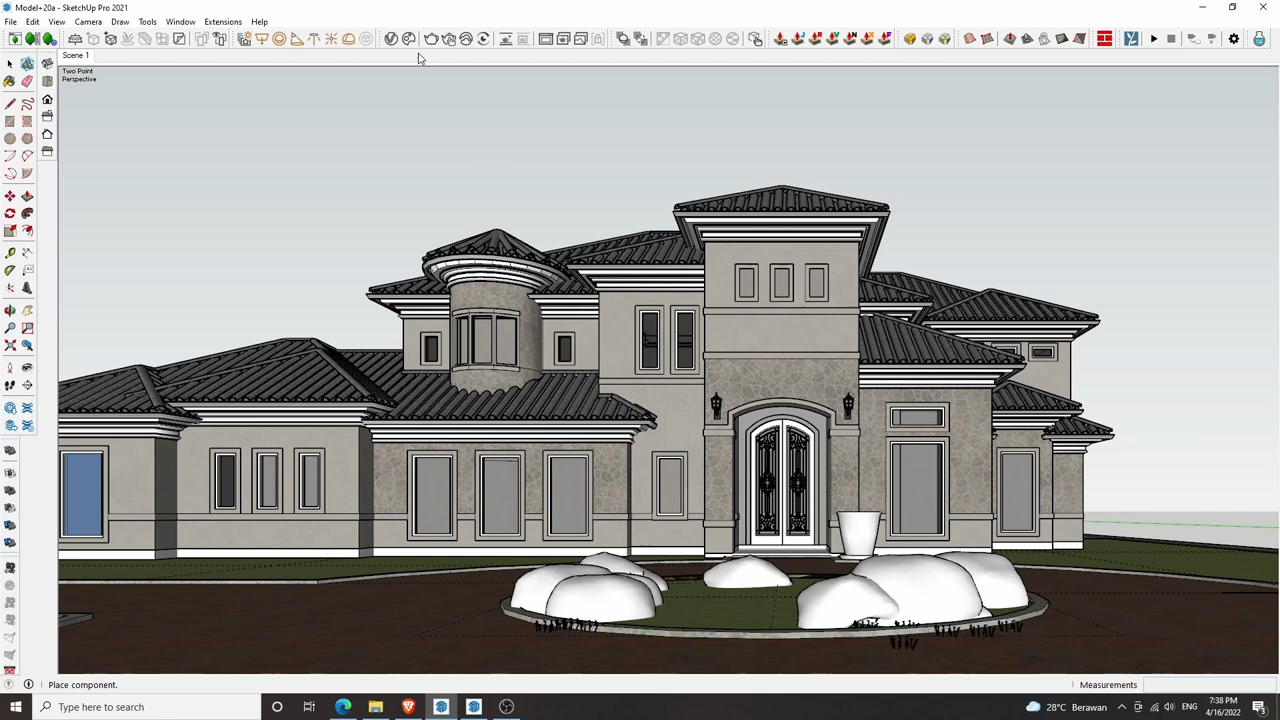 Model+20a - SketchUp Pro 2021
File Edit View Camera Draw Tools Window Extensions Help
Scene 1
Two Point
Perspective
Place component.
Measurements
Type here to search
28°C Berawan
ENG
7:38 PM
4/16/2022
3